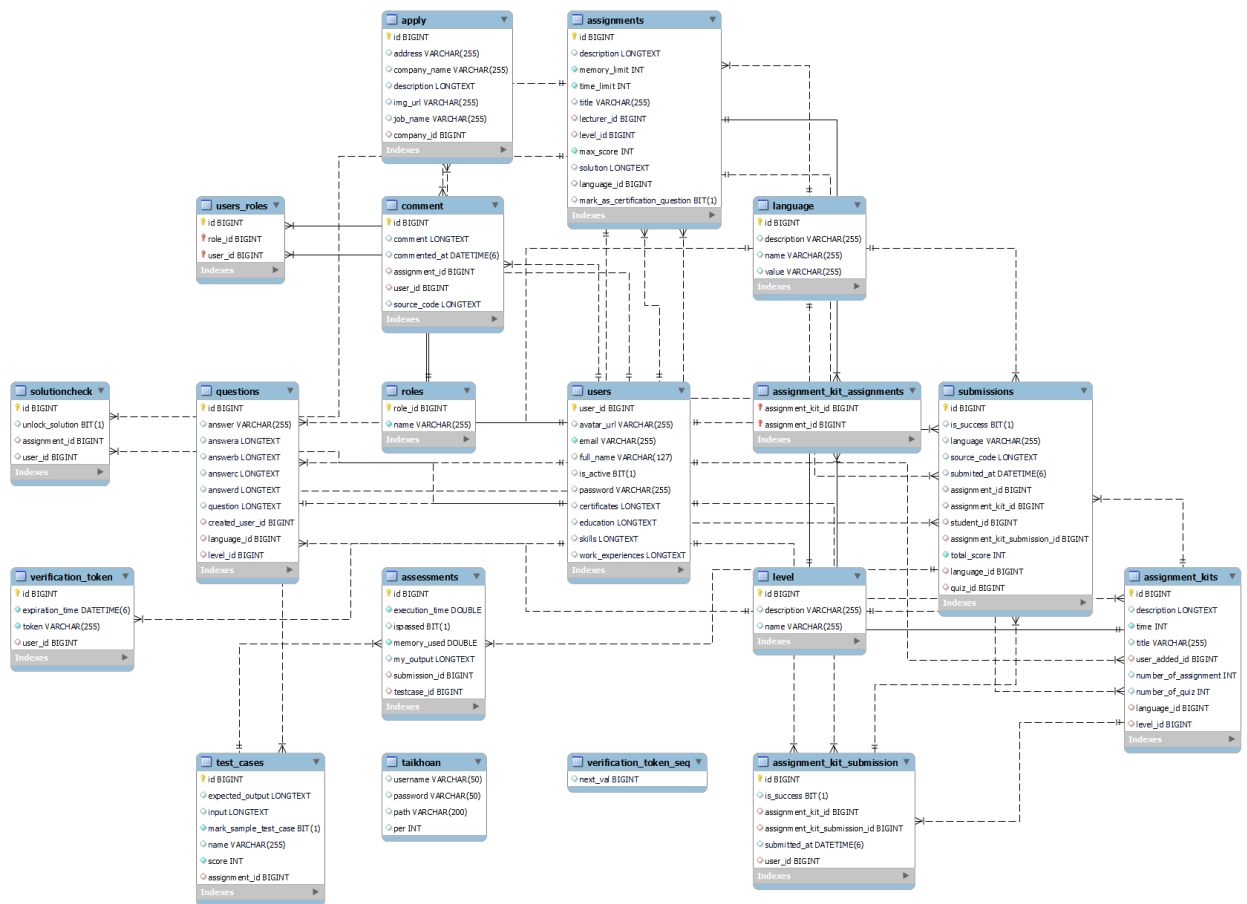 apply
id BIGINT
address VARCHAR(255)
company_name VARCHAR(255)
description LONGTEXT
img_url VARCHAR(255)
job_name VARCHAR(255)
company_id BIGINT
Indexes
assignments
id BIGINT
description LONGTEXT
memory_limit INT
time_limit INT
title VARCHAR(255)
lecturer_id BIGINT
level_id BIGINT
max_score INT
solution LONGTEXT
language_id BIGINT
mark_as_certification_question BIT(1)
Indexes
users_roles
id BIGINT
role_id BIGINT
user_id BIGINT
Indexes
comment
id BIGINT
comment LONGTEXT
commented_at DATETIME(6)
assignment_id BIGINT
user_id BIGINT
source_code LONGTEXT
Indexes
language
id BIGINT
description VARCHAR(255)
name VARCHAR(255)
value VARCHAR(255)
Indexes
solutioncheck
id BIGINT
unlock_solution BIT(1)
assignment_id BIGINT
user_id BIGINT
Indexes
questions
id BIGINT
answer VARCHAR(255)
answera LONGTEXT
answerb LONGTEXT
answerc LONGTEXT
answerd LONGTEXT
question LONGTEXT
created_user_id BIGINT
language_id BIGINT
level_id BIGINT
Indexes
roles
role_id BIGINT
name VARCHAR(255)
Indexes
users
user_id BIGINT
avatar_url VARCHAR(255)
email VARCHAR(255)
full_name VARCHAR(127)
is_active BIT(1)
password VARCHAR(255)
certificates LONGTEXT
education LONGTEXT
skills LONGTEXT
work_experiences LONGTEXT
Indexes
assignment_kit_assignments
assignment_kit_id BIGINT
assignment_id BIGINT
Indexes
submissions
id BIGINT
is_success BIT(1)
language VARCHAR(255)
source_code LONGTEXT
submited_at DATETIME(6)
assignment_id BIGINT
assignment_kit_id BIGINT
student_id BIGINT
assignment_kit_submission_id BIGINT
total_score INT
language_id BIGINT
quiz_id BIGINT
Indexes
verification_token
id BIGINT
expiration_time DATETIME(6)
token VARCHAR(255)
user_id BIGINT
Indexes
assessments
id BIGINT
execution_time DOUBLE
ispassed BIT(1)
memory_used DOUBLE
my_output LONGTEXT
submission_id BIGINT
testcase_id BIGINT
Indexes
level
id BIGINT
description VARCHAR(255)
name VARCHAR(255)
Indexes
assignment_kits
id BIGINT
description LONGTEXT
time INT
title VARCHAR(255)
user_added_id BIGINT
number_of_assignment INT
number_of_quiz INT
language_id BIGINT
level_id BIGINT
Indexes
test_cases
id BIGINT
expected_output LONGTEXT
input LONGTEXT
mark_sample_test_case BIT(1)
name VARCHAR(255)
score INT
assignment_id BIGINT
Indexes
taikhoan
username VARCHAR(50)
password VARCHAR(50)
path VARCHAR(200)
per INT
verification_token_seq
next_val BIGINT
assignment_kit_submission
id BIGINT
is_success BIT(1)
assignment_kit_id BIGINT
assignment_kit_submission_id BIGINT
submitted_at DATETIME(6)
user_id BIGINT
Indexes